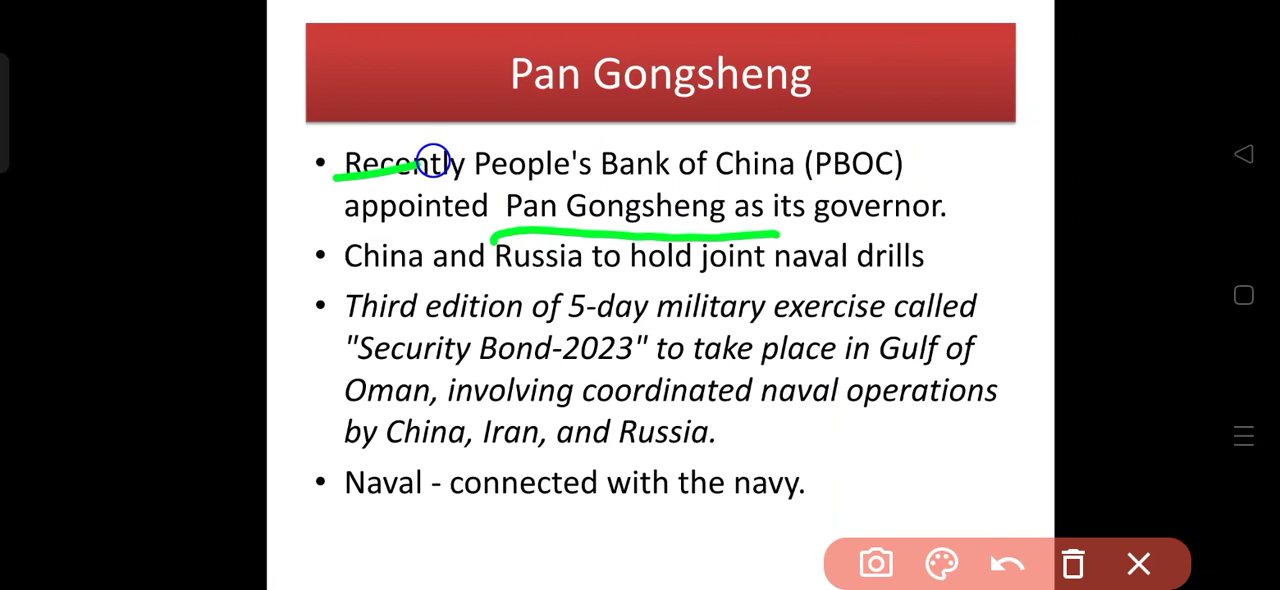 Pan Gongsheng
• Recently People's Bank of China (PBOC)
appointed Pan Gongsheng as its governor.
• China and Russia to hold joint naval drills
• Third edition of 5-day military exercise called
"Security Bond-2023" to take place in Gulf of
Oman, involving coordinated naval operations
by China, Iran, and Russia.
• Naval - connected with the navy.